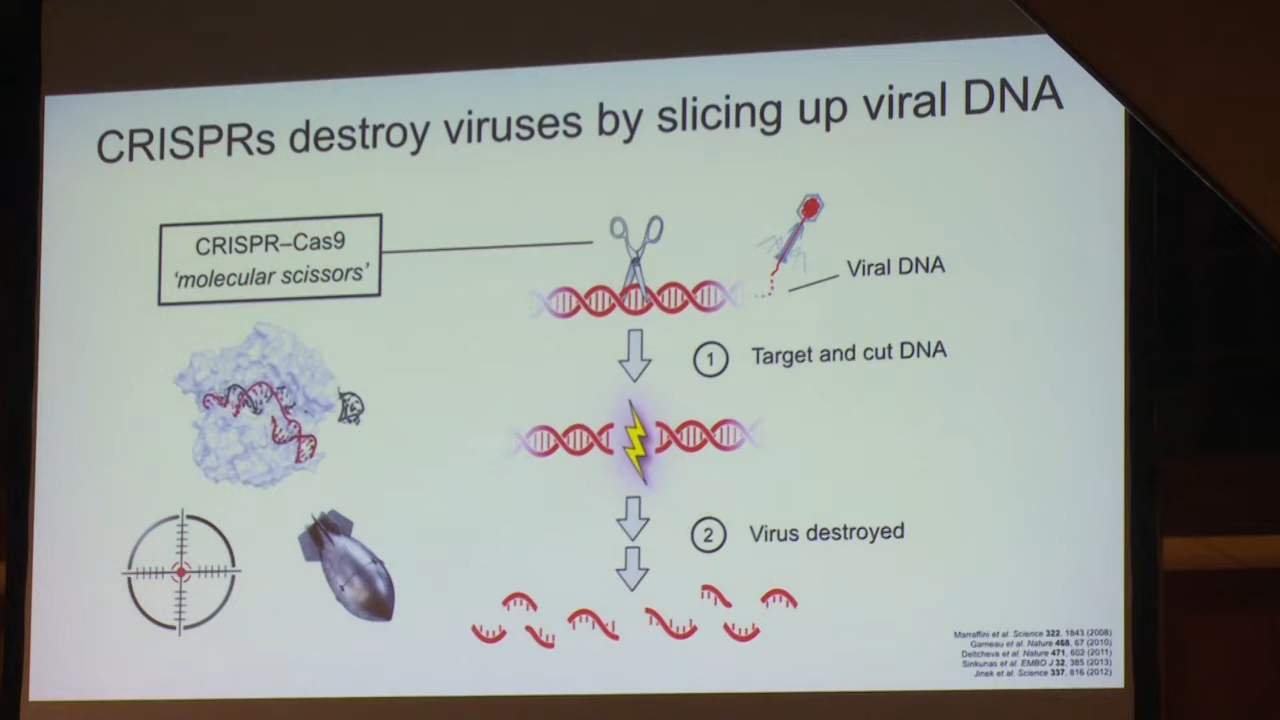 CRISPRs destroy viruses by slicing up viral DNA
CRISPR–Cas9
'molecular scissors'
Viral DNA
1 Target and cut DNA
2 Virus destroyed
Marraffini et al. Science 322, 1843 (2008)
Garneau et al. Nature 468, 67 (2010)
Deltcheva et al. Nature 471, 602 (2011)
Sinkunas et al. EMBO J 32, 385 (2013)
Jinek et al. Science 337, 816 (2012)